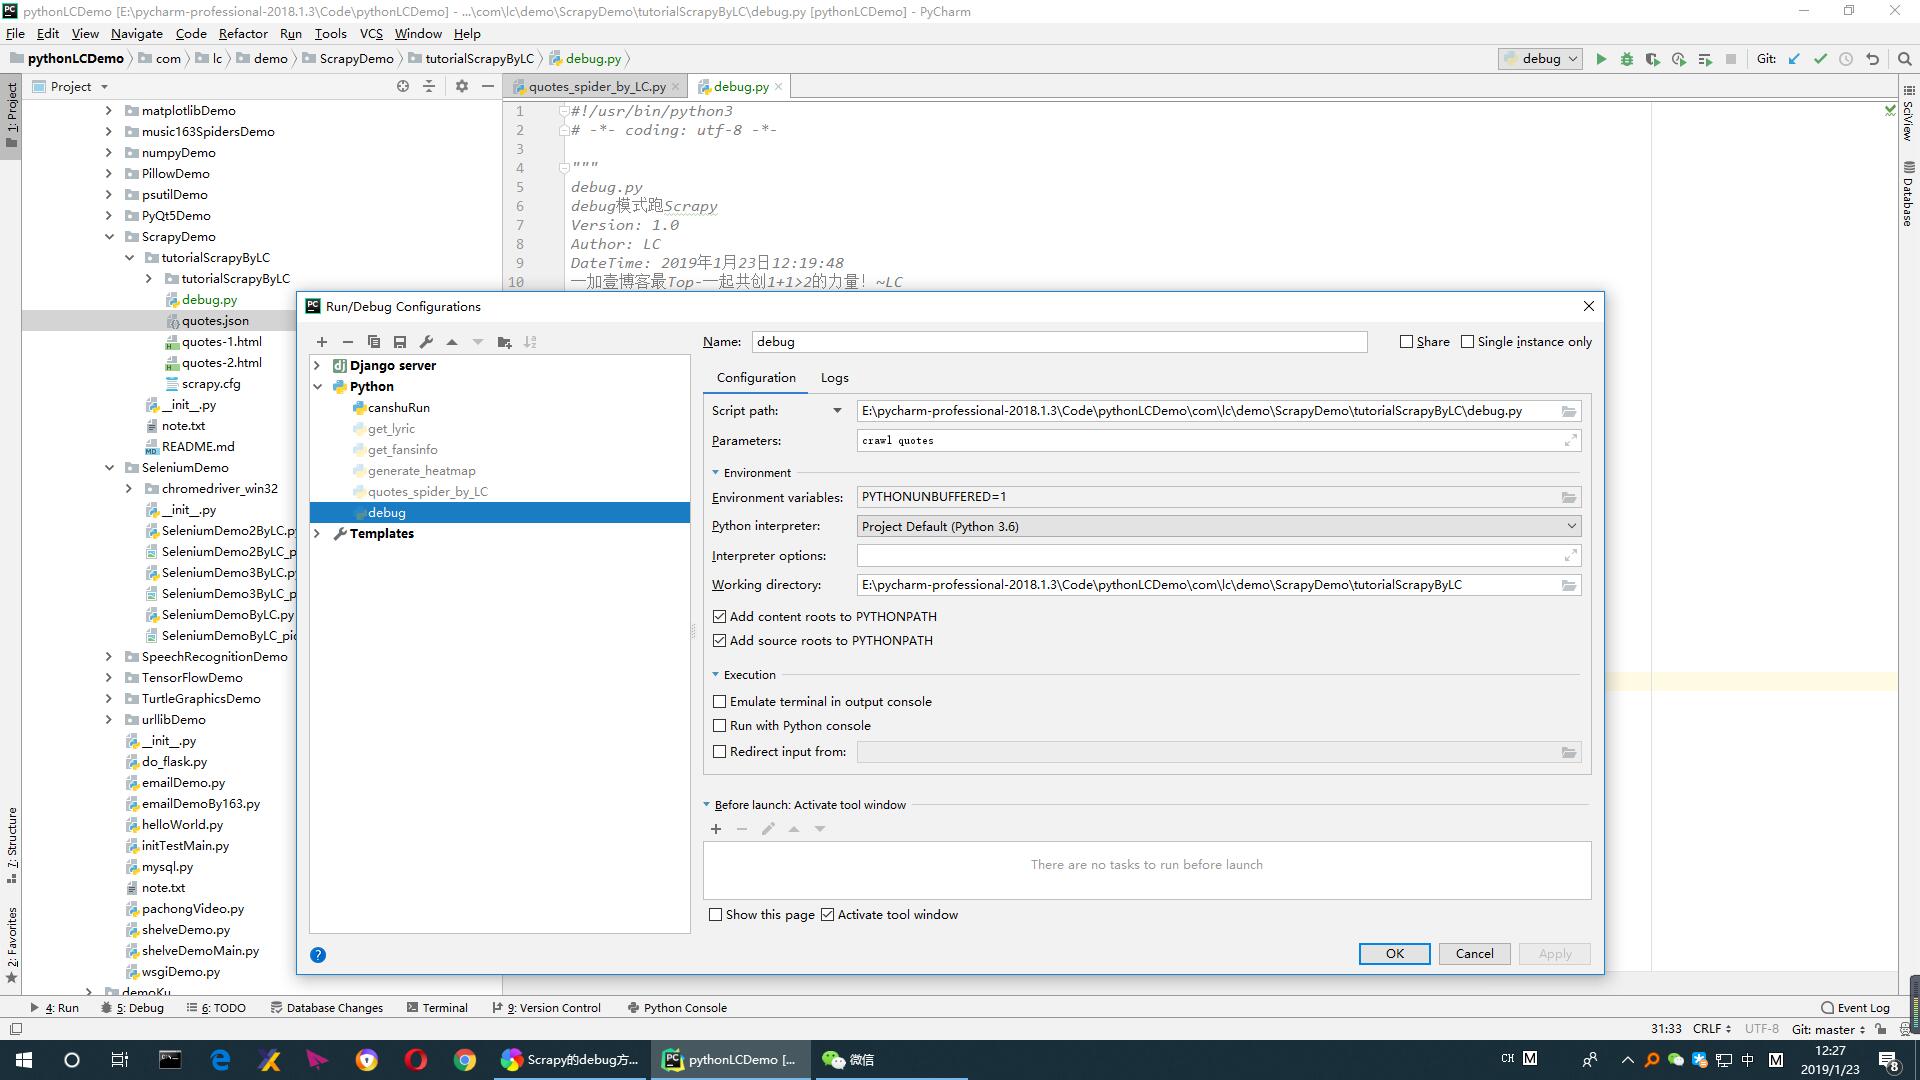 pythonLCDemo [E:\pycharm-professional-2018.1.3\Code\pythonLCDemo] - ...\com\lc\demo\ScrapyDemo\tutorialScrapyByLC\debug.py [pythonLCDemo] - PyCharm
File Edit View Navigate Code Refactor Run Tools VCS Window Help
pythonLCDemo com lc demo ScrapyDemo tutorialScrapyByLC debug.py debug Git:
1: Project
Project
quotes_spider_by_LC.py debug.py
matplotlibDemo
music163SpidersDemo
numpyDemo
PillowDemo
psutilDemo
PyQt5Demo
ScrapyDemo
tutorialScrapyByLC
tutorialScrapyByLC
debug.py
quotes.json
quotes-1.html
quotes-2.html
scrapy.cfg
__init__.py
note.txt
README.md
SeleniumDemo
chromedriver_win32
__init__.py
SeleniumDemo2ByLC.py
SeleniumDemo2ByLC_p
SeleniumDemo3ByLC.py
SeleniumDemo3ByLC_p
SeleniumDemoByLC.py
SeleniumDemoByLC_pic
SpeechRecognitionDemo
TensorFlowDemo
TurtleGraphicsDemo
urllibDemo
__init__.py
do_flask.py
emailDemo.py
emailDemoBy163.py
helloWorld.py
initTestMain.py
mysql.py
note.txt
pachongVideo.py
shelveDemo.py
shelveDemoMain.py
wsgiDemo.py
demoKu
7: Structure
2: Favorites
1 #!/usr/bin/python3
2 # -*- coding: utf-8 -*-
3
4 """
5 debug.py
6 debug模式跑Scrapy
7 Version: 1.0
8 Author: LC
9 DateTime: 2019年1月23日12:19:48
10 一加壹博客最Top-一起共创1+1>2的力量！~LC
SciView
Database
Run/Debug Configurations
Django server
Python
canshuRun
get_lyric
get_fansinfo
generate_heatmap
quotes_spider_by_LC
debug
Templates
Name: debug Share Single instance only
Configuration Logs
Script path: E:\pycharm-professional-2018.1.3\Code\pythonLCDemo\com\lc\demo\ScrapyDemo\tutorialScrapyByLC\debug.py
Parameters: crawl quotes
Environment
Environment variables: PYTHONUNBUFFERED=1
Python interpreter: Project Default (Python 3.6)
Interpreter options:
Working directory: E:\pycharm-professional-2018.1.3\Code\pythonLCDemo\com\lc\demo\ScrapyDemo\tutorialScrapyByLC
Add content roots to PYTHONPATH
Add source roots to PYTHONPATH
Execution
Emulate terminal in output console
Run with Python console
Redirect input from:
Before launch: Activate tool window
There are no tasks to run before launch
Show this page Activate tool window
OK Cancel Apply
4: Run 5: Debug 6: TODO Database Changes Terminal 9: Version Control Python Console Event Log
31:33 CRLF UTF-8 Git: master
Scrapy的debug方... pythonLCDemo [... 微信 CH M 中 M 12:27 8
2019/1/23